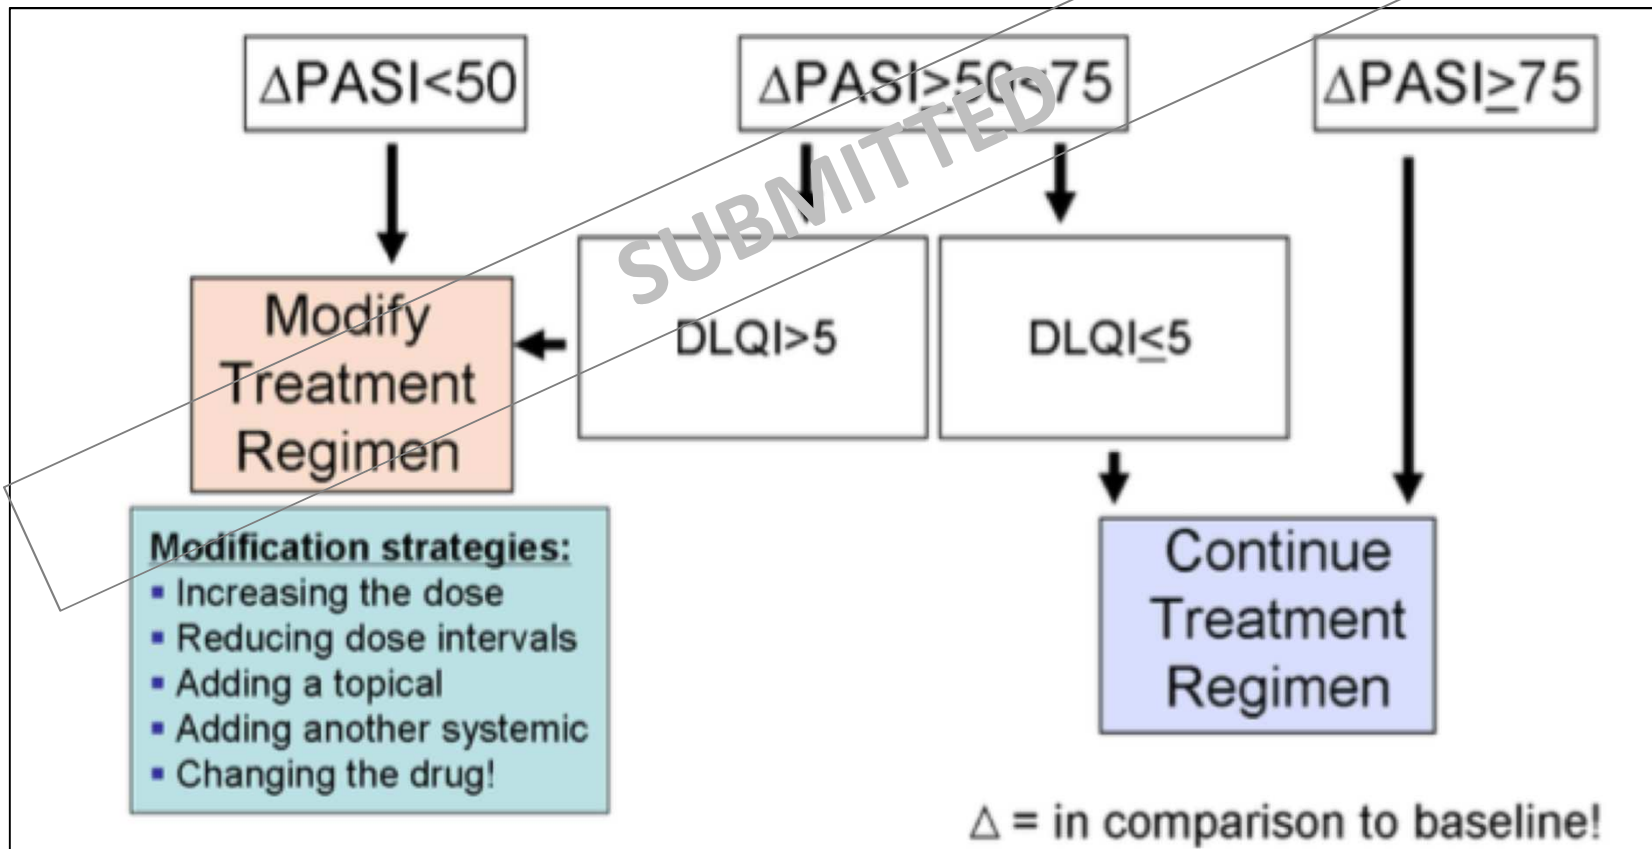 ΔPASI<50
ΔPASI≥50<75
ΔPASI≥75
SUBMITTED
Modify
Treatment
Regimen
DLQI>5
DLQI≤5
Modification strategies:
▪ Increasing the dose
▪ Reducing dose intervals
▪ Adding a topical
▪ Adding another systemic
▪ Changing the drug!
Continue
Treatment
Regimen
Δ = in comparison to baseline!